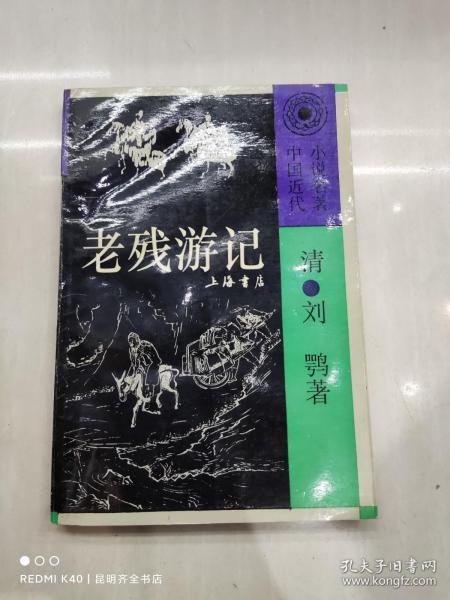 中国近代
小说名著
老残游记
上海书店
清●刘鹗著
REDMI K40 | 昆明齐全书店
孔夫子旧书网
www.kongfz.com